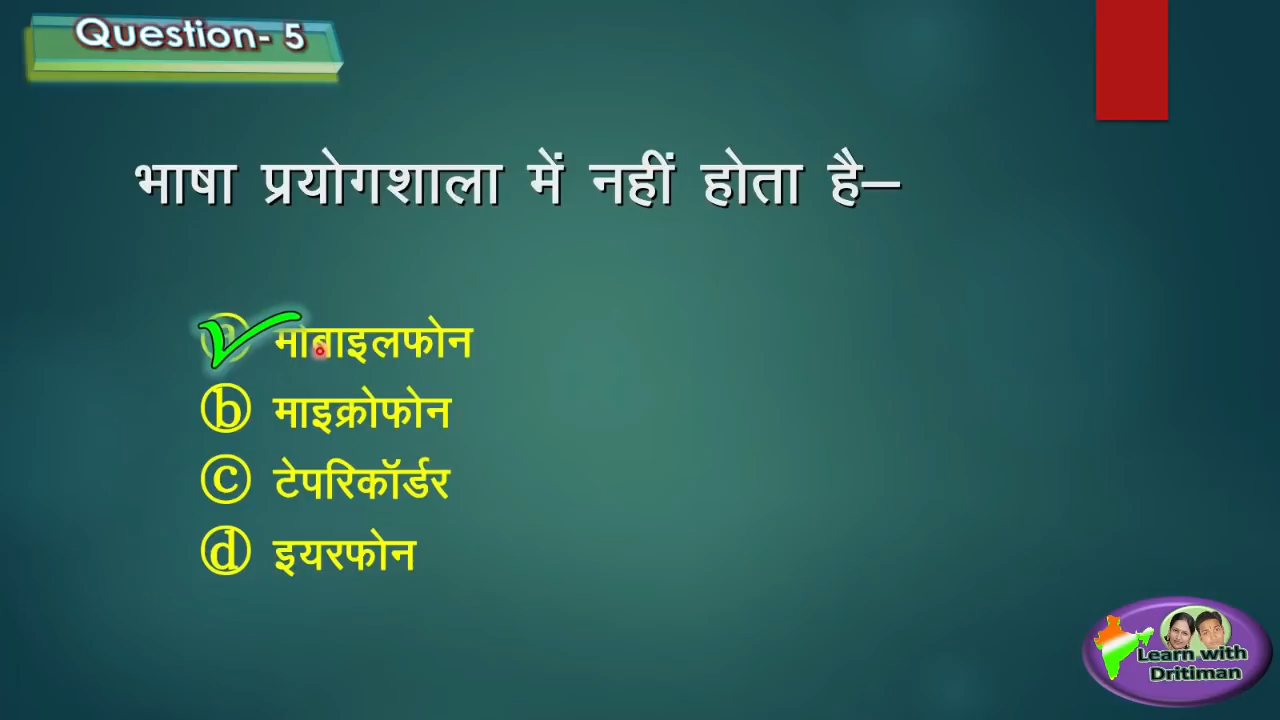 Question- 5
भाषा प्रयोगशाला में नहीं होता है–
ⓐ मोबाइलफोन
ⓑ माइक्रोफोन
ⓒ टेपरिकॉर्डर
ⓓ इयरफोन
Learn with
Dritiman